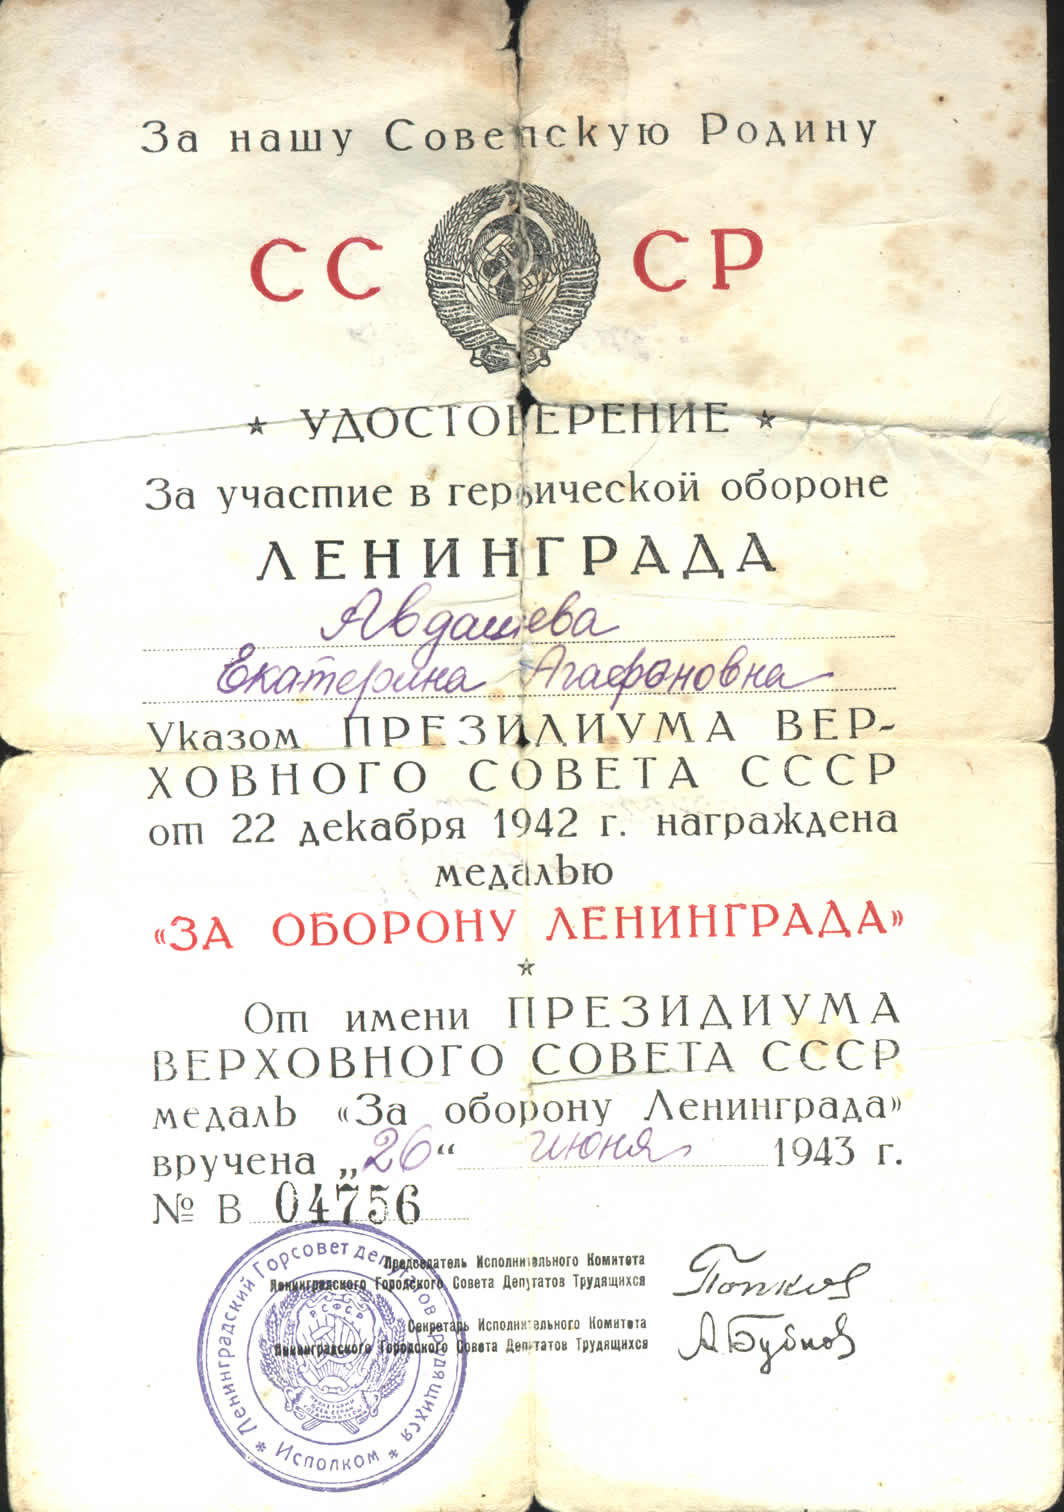 За нашу Советскую Родину
СССР
★ УДОСТОВЕРЕНИЕ ★
За участие в героической обороне
ЛЕНИНГРАДА
Авдашева
Екатерина Агафоновна
Указом ПРЕЗИДИУМА ВЕР-
ХОВНОГО СОВЕТА СССР
от 22 декабря 1942 г. награждена
медалью
«ЗА ОБОРОНУ ЛЕНИНГРАДА»
★
От имени ПРЕЗИДИУМА
ВЕРХОВНОГО СОВЕТА СССР
медаль «За оборону Ленинграда»
вручена „26“ июня 1943 г.
№ В 04756
Председатель Исполнительного Комитета
Ленинградского Городского Совета Депутатов Трудящихся
Попков
Секретарь Исполнительного Комитета
Ленинградского Городского Совета Депутатов Трудящихся
А Бубнов
Ленинградский Горсовет депутатов трудящихся
* Исполком *
РСФСР